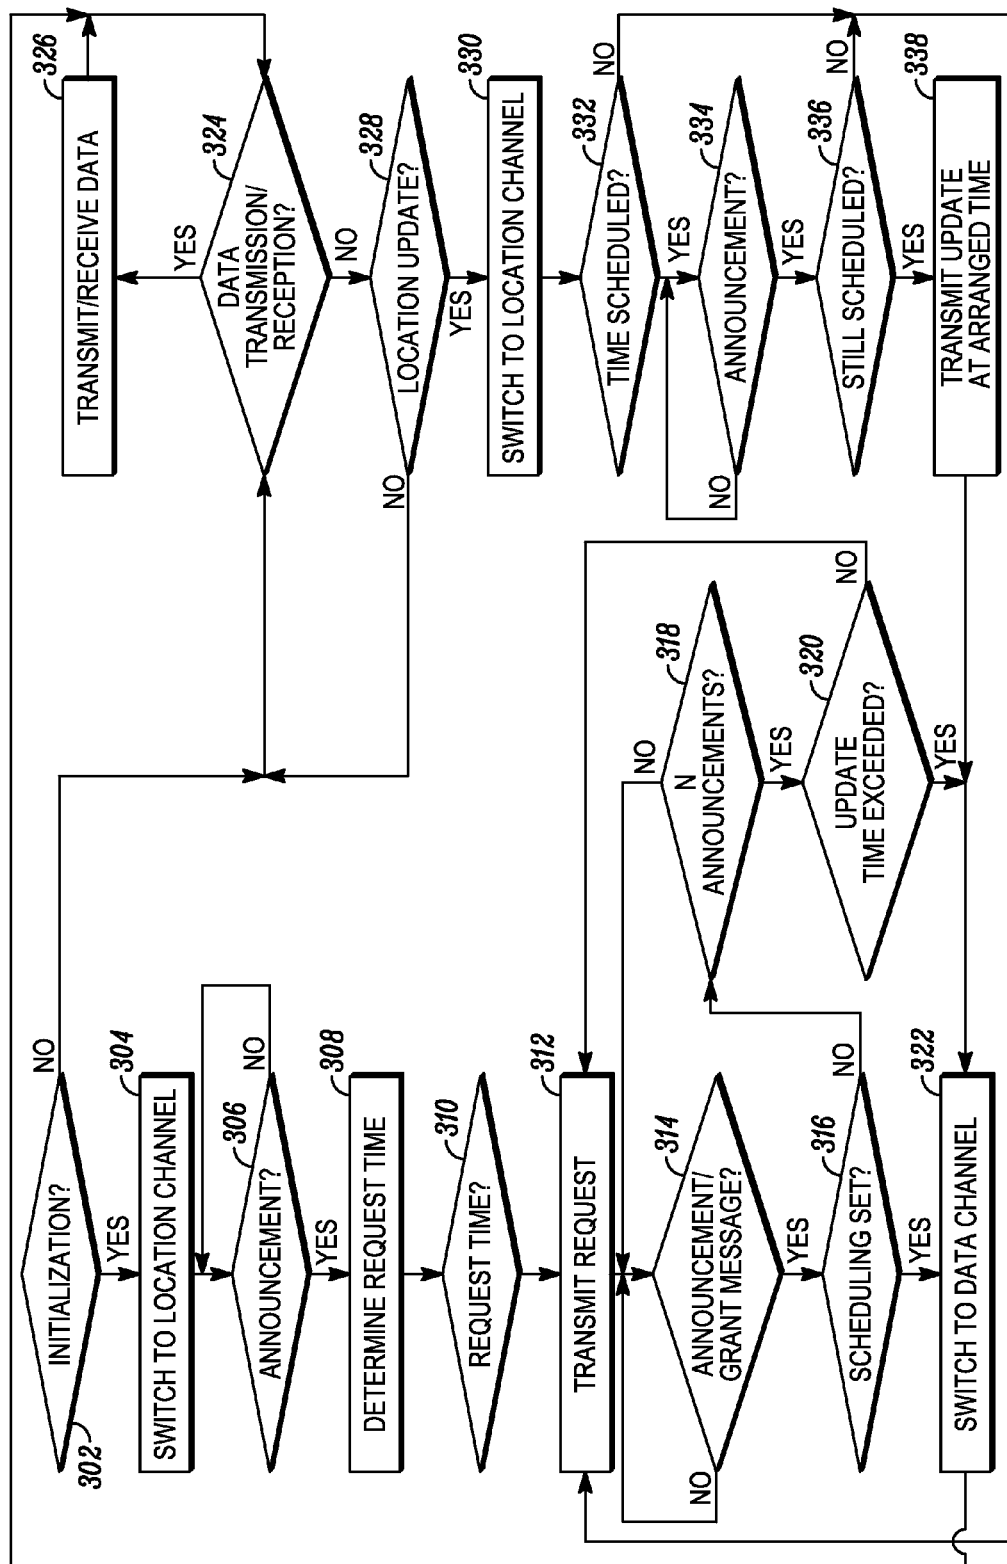 302
INITIALIZATION?
NO
YES
304
SWITCH TO LOCATION CHANNEL
306
ANNOUNCEMENT?
NO
YES
308
DETERMINE REQUEST TIME
310
REQUEST TIME?
312
TRANSMIT REQUEST
314
ANNOUNCEMENT/
GRANT MESSAGE?
NO
YES
316
SCHEDULING SET?
NO
YES
322
SWITCH TO DATA CHANNEL
318
N
ANNOUNCEMENTS?
NO
YES
320
UPDATE
TIME EXCEEDED?
NO
YES
326
TRANSMIT/RECEIVE DATA
YES
324
DATA
TRANSMISSION/
RECEPTION?
NO
328
LOCATION UPDATE?
NO
YES
330
SWITCH TO LOCATION CHANNEL
332
TIME SCHEDULED?
NO
YES
334
ANNOUNCEMENT?
NO
YES
336
STILL SCHEDULED?
NO
YES
338
TRANSMIT UPDATE
AT ARRANGED TIME